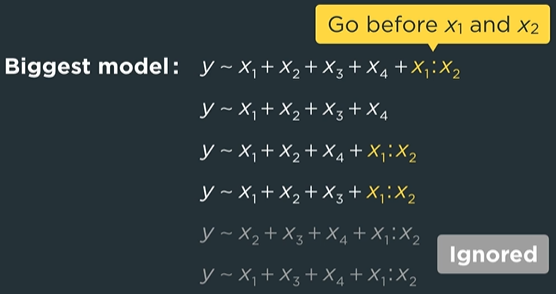 Go before x₁ and x₂
Biggest model: y ~ x₁ + x₂ + x₃ + x₄ + x₁:x₂
y ~ x₁ + x₂ + x₃ + x₄
y ~ x₁ + x₂ + x₄ + x₁:x₂
y ~ x₁ + x₂ + x₃ + x₁:x₂
y ~ x₂ + x₃ + x₄ + x₁:x₂
Ignored
y ~ x₁ + x₃ + x₄ + x₁:x₂